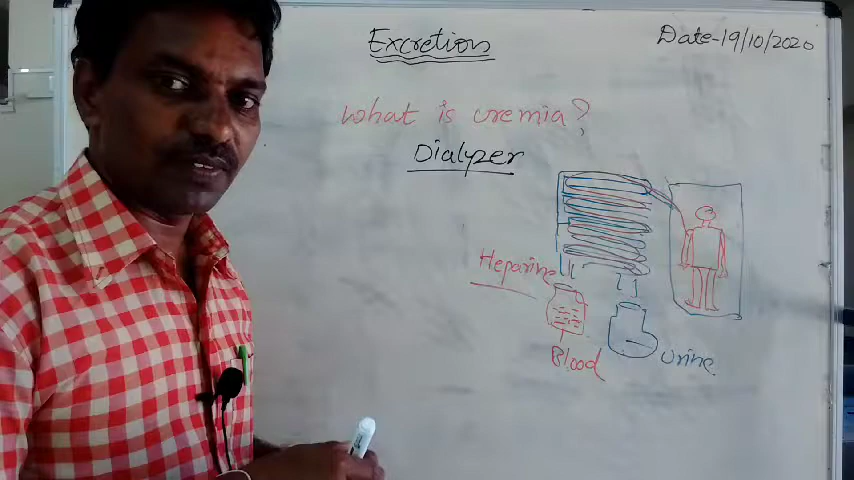 Excretion
Date-19/10/2020
What is uremia?
Dialyzer
Heparine
Blood
Urine.